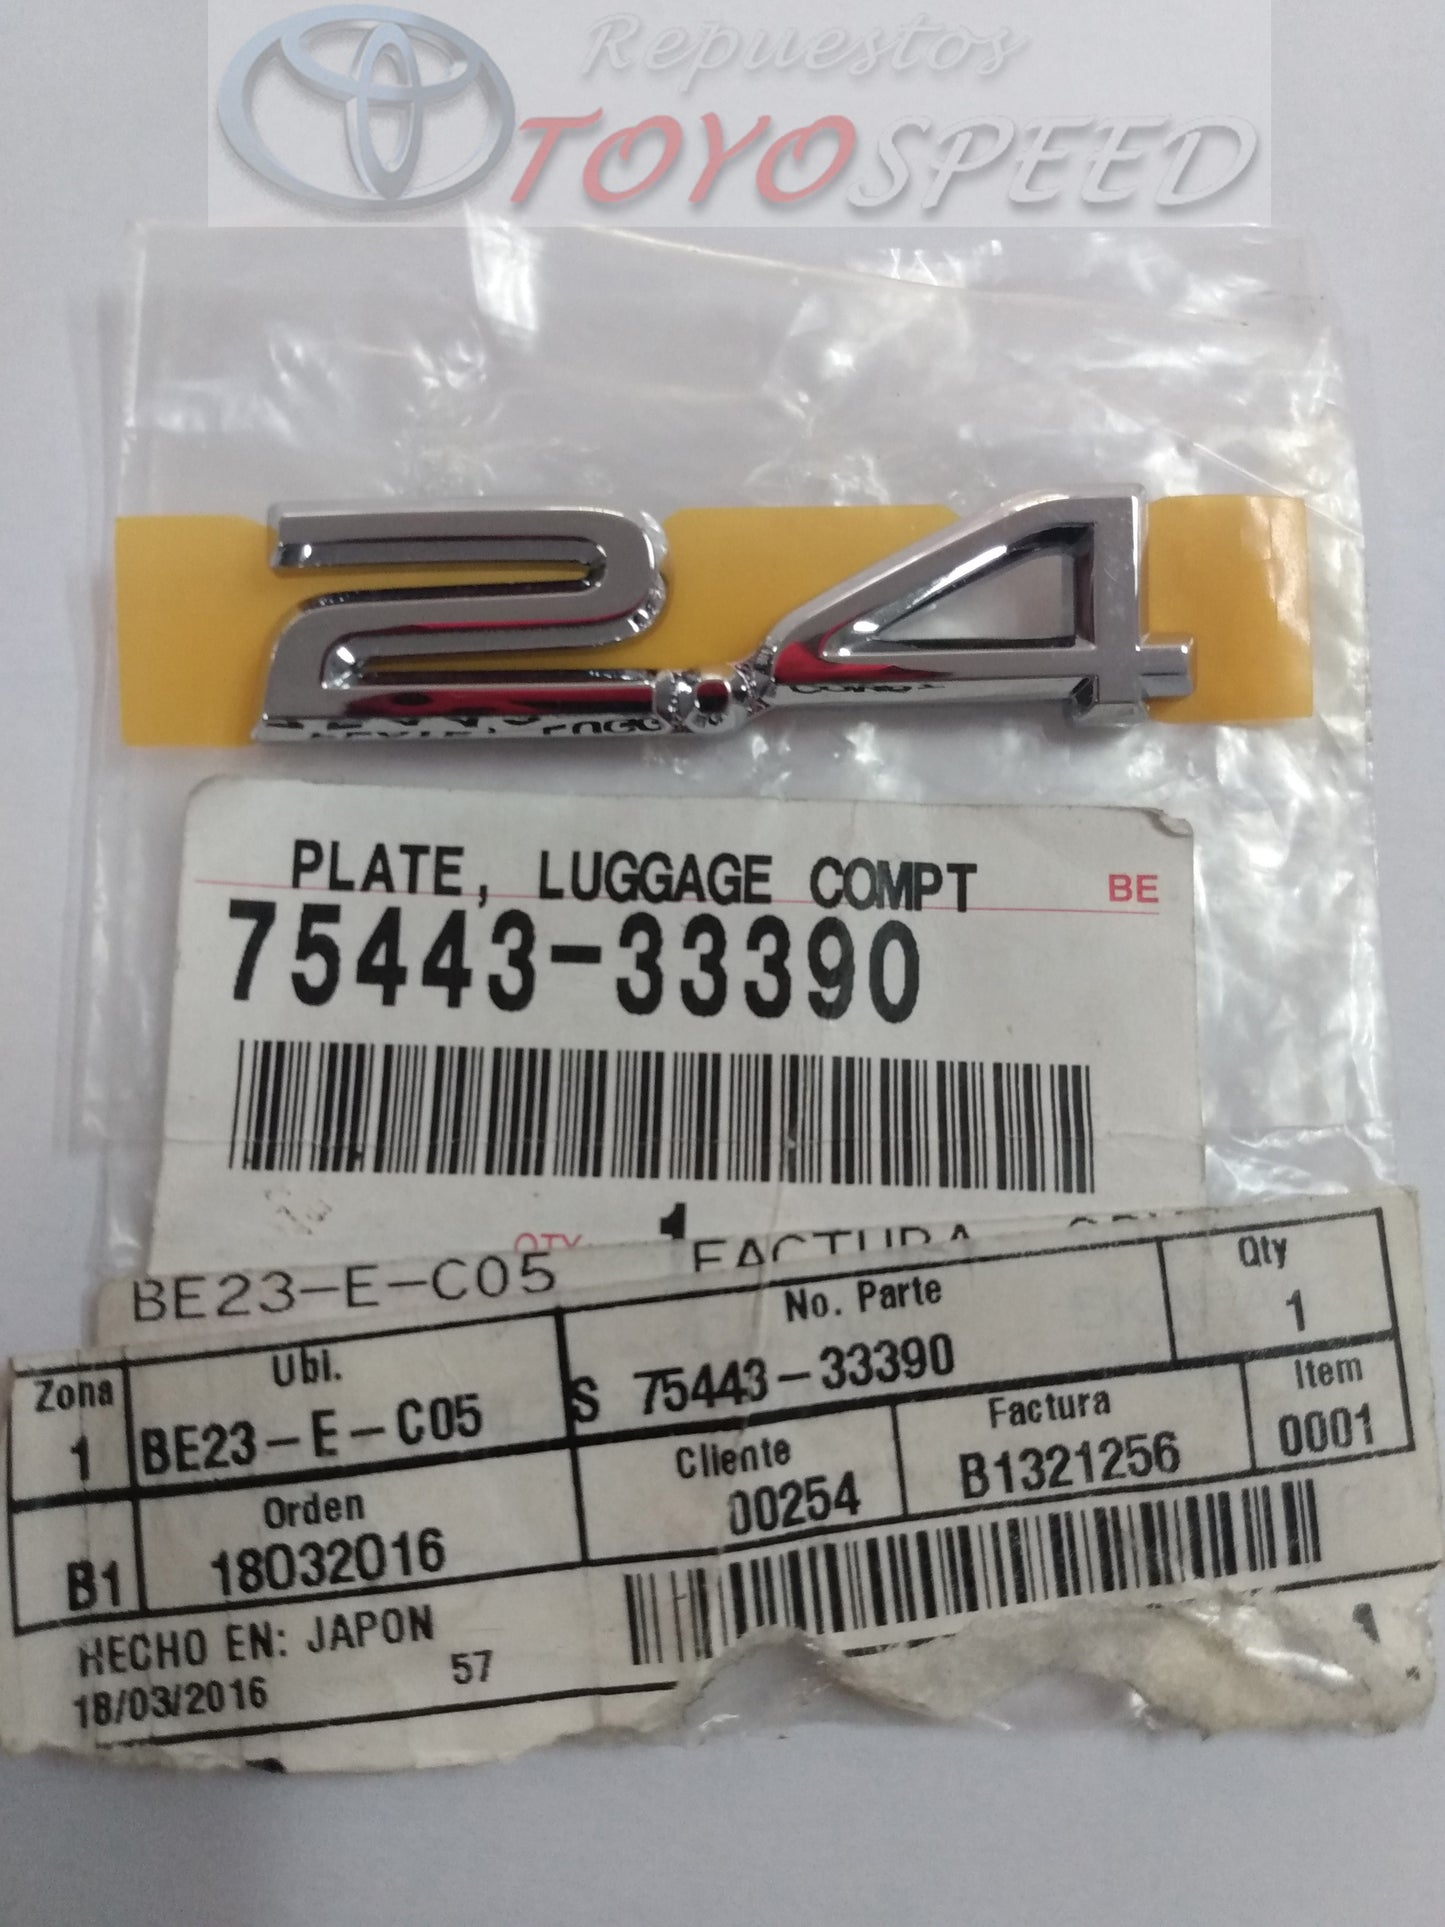 Repuestos
TOYOSPEED
2.4
PLATE, LUGGAGE COMPT BE
75443-33390
QTY. 1
BE23-E-C05 FACTURA
Zona Ubi. No. Parte Qty
1 BE23-E-C05 S 75443-33390 1
Orden Cliente Factura Item
B1 18032016 00254 B1321256 0001
HECHO EN: JAPON
18/03/2016 57